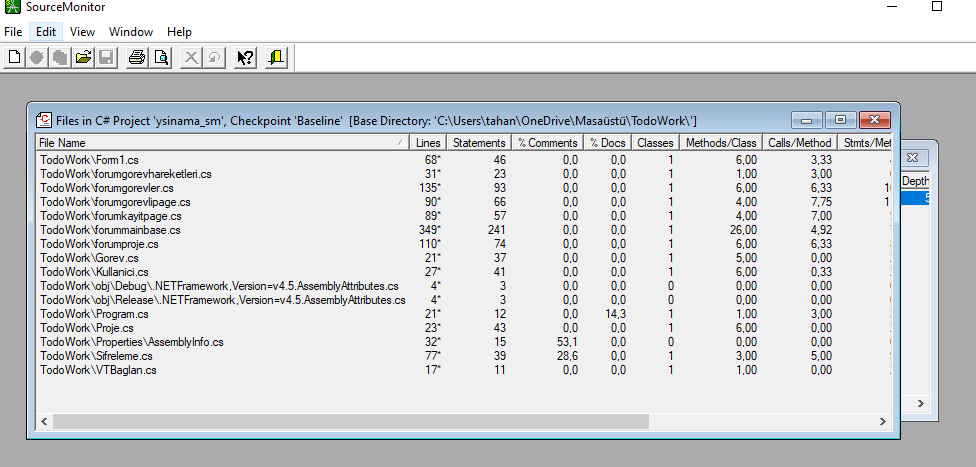 SourceMonitor
File Edit View Window Help
Files in C# Project 'ysinama_sm', Checkpoint 'Baseline' [Base Directory: 'C:\Users\tahan\OneDrive\Masaüstü\TodoWork\']
File Name Lines Statements % Comments % Docs Classes Methods/Class Calls/Method Stmts/Met
Depth
TodoWork\Form1.cs 68* 46 0,0 0,0 1 6,00 3,33
TodoWork\forumgorevhareketleri.cs 31* 23 0,0 0,0 1 1,00 3,00
TodoWork\forumgorevler.cs 135* 93 0,0 0,0 1 6,00 6,33
TodoWork\forumgorevlipage.cs 90* 66 0,0 0,0 1 4,00 7,75
TodoWork\forumkayitpage.cs 89* 57 0,0 0,0 1 4,00 7,00
TodoWork\forummainbase.cs 349* 241 0,0 0,0 1 26,00 4,92
TodoWork\forumproje.cs 110* 74 0,0 0,0 1 6,00 6,33
TodoWork\Gorev.cs 21* 37 0,0 0,0 1 5,00 0,00
TodoWork\Kullanici.cs 27* 41 0,0 0,0 1 6,00 0,33
TodoWork\obj\Debug\.NETFramework,Version=v4.5.AssemblyAttributes.cs 4* 3 0,0 0,0 0 0,00 0,00
TodoWork\obj\Release\.NETFramework,Version=v4.5.AssemblyAttributes.cs 4* 3 0,0 0,0 0 0,00 0,00
TodoWork\Program.cs 21* 12 0,0 14,3 1 1,00 3,00
TodoWork\Proje.cs 23* 43 0,0 0,0 1 6,00 0,00
TodoWork\Properties\AssemblyInfo.cs 32* 15 53,1 0,0 0 0,00 0,00
TodoWork\Sifreleme.cs 77* 39 28,6 0,0 1 3,00 5,00
TodoWork\VTBaglan.cs 17* 11 0,0 0,0 1 1,00 0,00